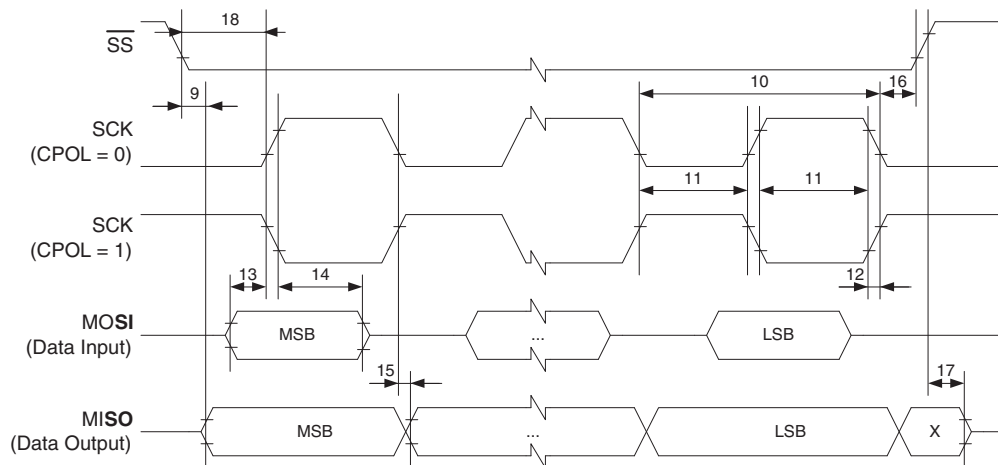 18
SS
10
16
9
SCK
(CPOL = 0)
11
11
SCK
(CPOL = 1)
13
14
12
MOSI
(Data Input)
MSB
...
LSB
15
17
MISO
(Data Output)
MSB
...
LSB
X